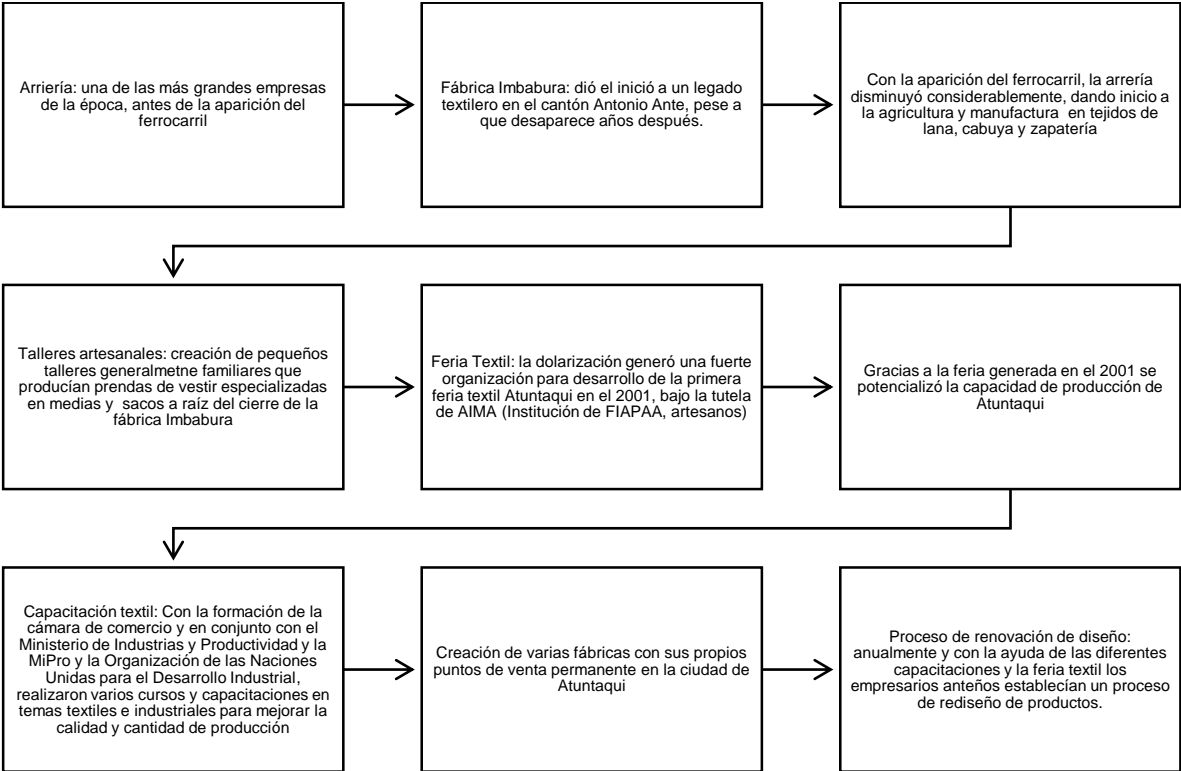 Arriería: una de las más grandes empresas
de la época, antes de la aparición del
ferrocarril
Fábrica Imbabura: dió el inició a un legado
textilero en el cantón Antonio Ante, pese a
que desaparece años después.
Con la aparición del ferrocarril, la arrería
disminuyó considerablemente, dando inicio a
la agricultura y manufactura en tejidos de
lana, cabuya y zapatería
Talleres artesanales: creación de pequeños
talleres generalmetne familiares que
producían prendas de vestir especializadas
en medias y sacos a raíz del cierre de la
fábrica Imbabura
Feria Textil: la dolarización generó una fuerte
organización para desarrollo de la primera
feria textil Atuntaqui en el 2001, bajo la tutela
de AIMA (Institución de FIAPAA, artesanos)
Gracias a la feria generada en el 2001 se
potencializó la capacidad de producción de
Atuntaqui
Capacitación textil: Con la formación de la
cámara de comercio y en conjunto con el
Ministerio de Industrias y Productividad y la
MiPro y la Organización de las Naciones
Unidas para el Desarrollo Industrial,
realizaron varios cursos y capacitaciones en
temas textiles e industriales para mejorar la
calidad y cantidad de producción
Creación de varias fábricas con sus propios
puntos de venta permanente en la ciudad de
Atuntaqui
Proceso de renovación de diseño:
anualmente y con la ayuda de las diferentes
capacitaciones y la feria textil los
empresarios anteños establecían un proceso
de rediseño de productos.